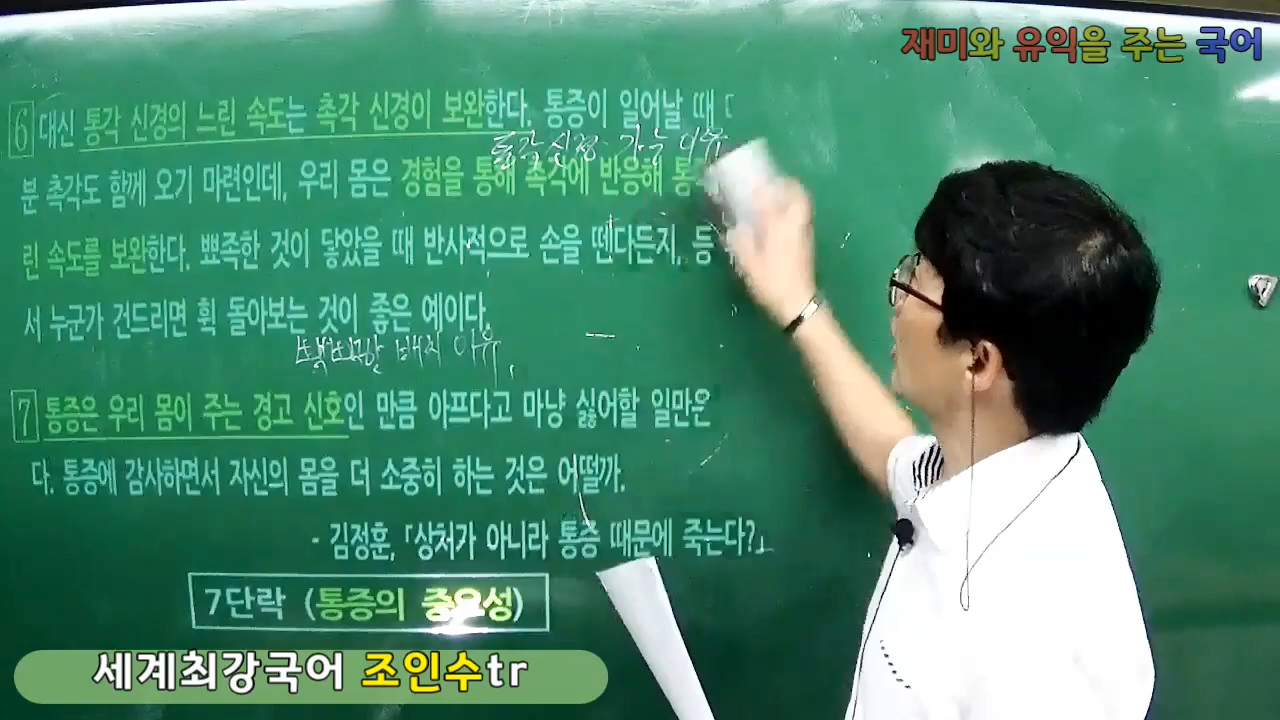 재미와 유익을 주는 국어
6 대신 통각 신경의 느린 속도는 촉각 신경이 보완한다. 통증이 일어날 때
통각신경 가는 이유
분 촉각도 함께 오기 마련인데, 우리 몸은 경험을 통해 촉각에 반응해 통
린 속도를 보완한다. 뾰족한 것이 닿았을 때 반사적으로 손을 뗀다든지, 등
서 누군가 건드리면 휙 돌아보는 것이 좋은 예이다.
이유
7 통증은 우리 몸이 주는 경고 신호인 만큼 아프다고 마냥 싫어할 일만은
다. 통증에 감사하면서 자신의 몸을 더 소중히 하는 것은 어떨까.
- 김정훈, 「상처가 아니라 통증 때문에 죽는다?」
7단락 (통증의 중요성)
세계최강국어 조인수tr